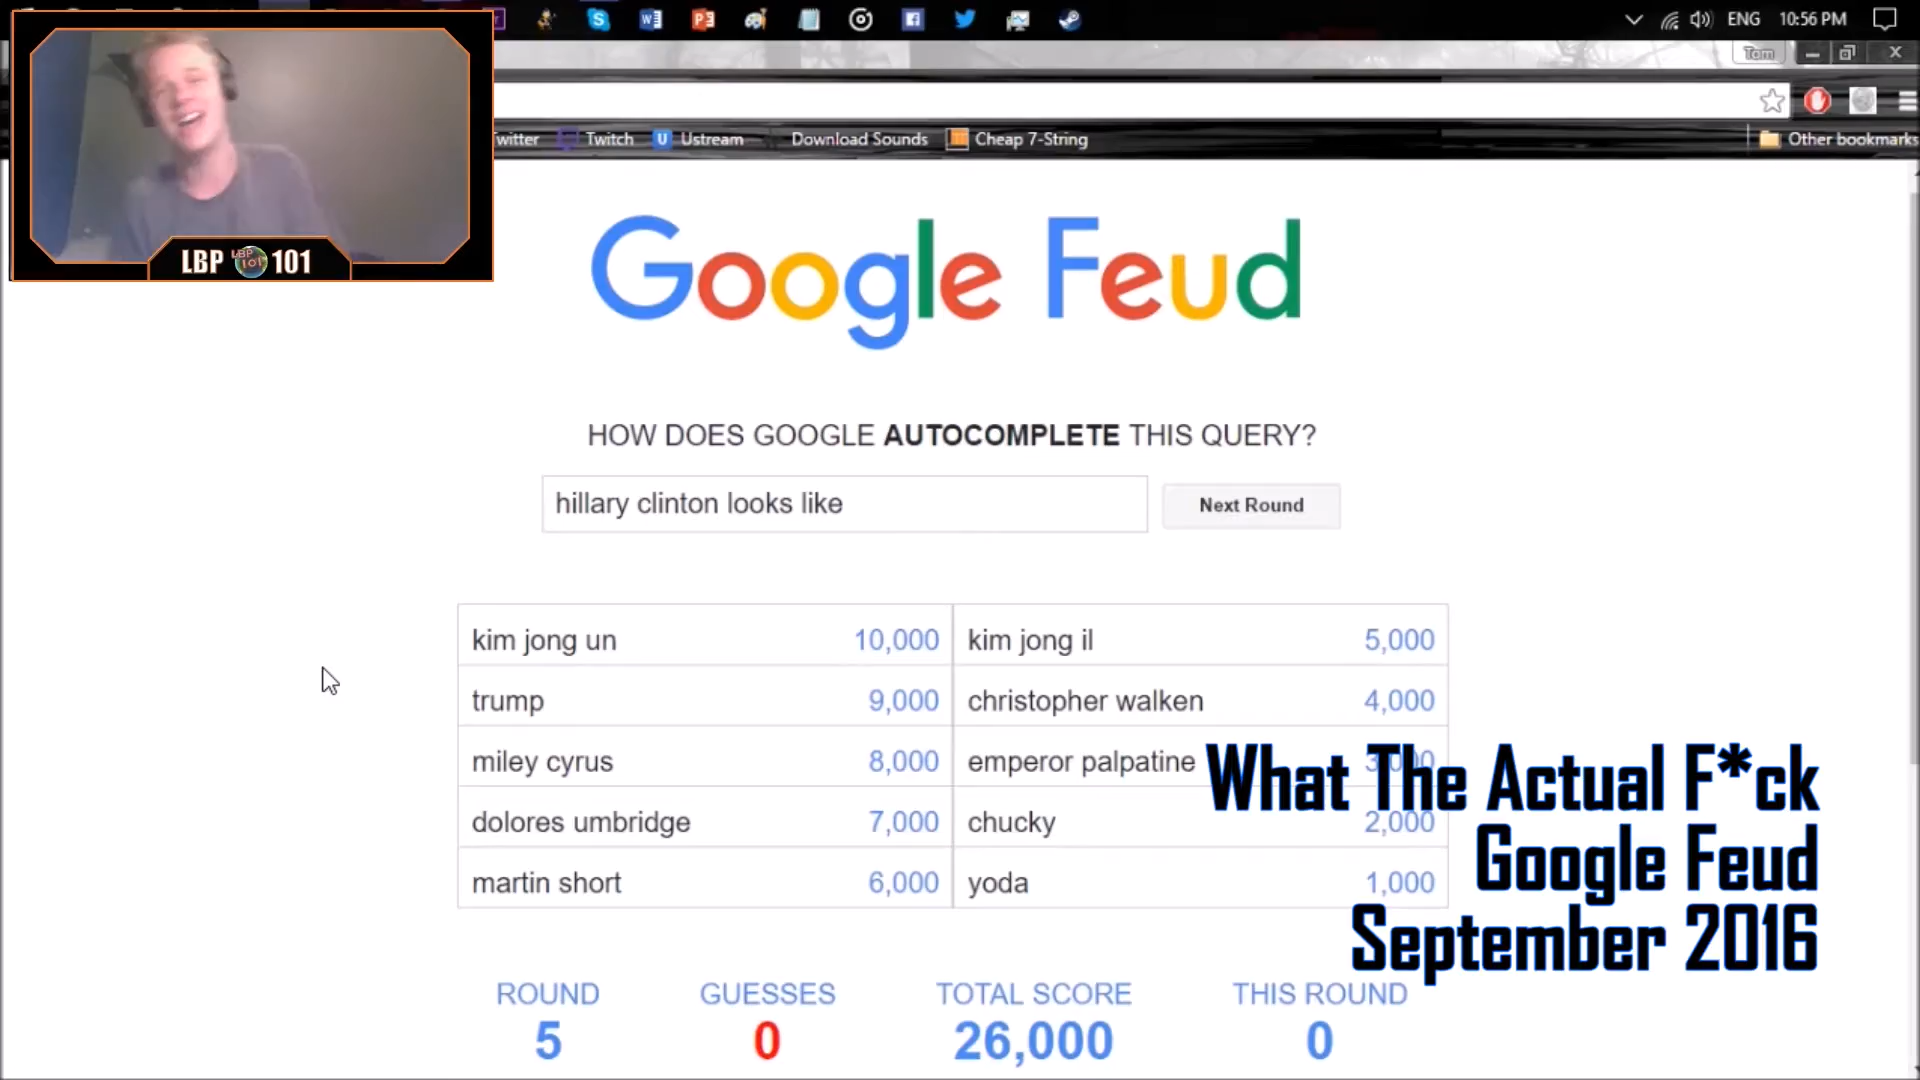 ENG 10:56 PM
Tom
Twitch Ustream Download Sounds Cheap 7-String Other bookmarks
LBP LBP 101 101
Google Feud
HOW DOES GOOGLE AUTOCOMPLETE THIS QUERY?
hillary clinton looks like Next Round
kim jong un 10,000 kim jong il 5,000
trump 9,000 christopher walken 4,000
miley cyrus 8,000 emperor palpatine
dolores umbridge 7,000 chucky 2,000
martin short 6,000 yoda 1,000
What The Actual F*ck
Google Feud
September 2016
ROUND GUESSES TOTAL SCORE THIS ROUND
5 0 26,000 0